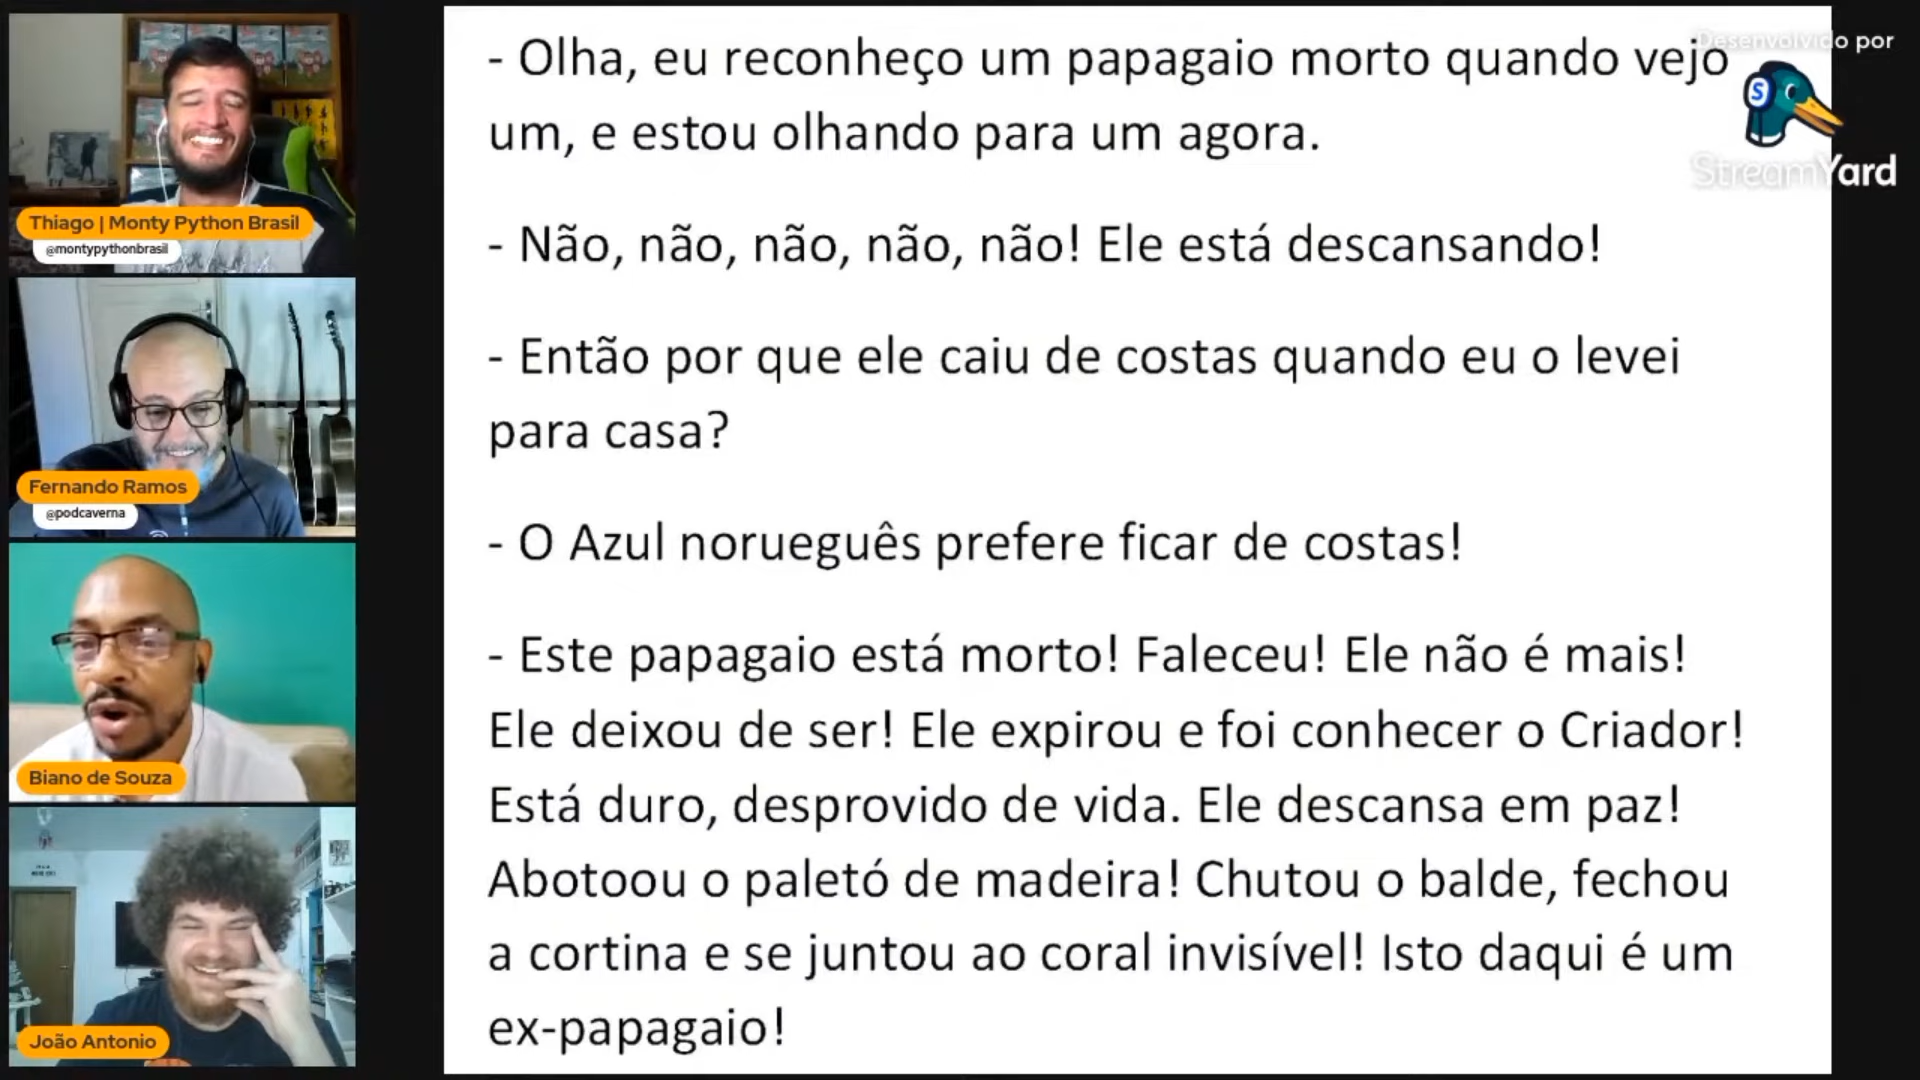 Thiago | Monty Python Brasil
@montypythonbrasil
Fernando Ramos
@podcaverna
Biano de Souza
João Antonio
- Olha, eu reconheço um papagaio morto quando vejo
um, e estou olhando para um agora.
- Não, não, não, não, não! Ele está descansando!
- Então por que ele caiu de costas quando eu o levei
para casa?
- O Azul norueguês prefere ficar de costas!
- Este papagaio está morto! Faleceu! Ele não é mais!
Ele deixou de ser! Ele expirou e foi conhecer o Criador!
Está duro, desprovido de vida. Ele descansa em paz!
Abotoou o paletó de madeira! Chutou o balde, fechou
a cortina e se juntou ao coral invisível! Isto daqui é um
ex-papagaio!
Desenvolvido por
S
StreamYard